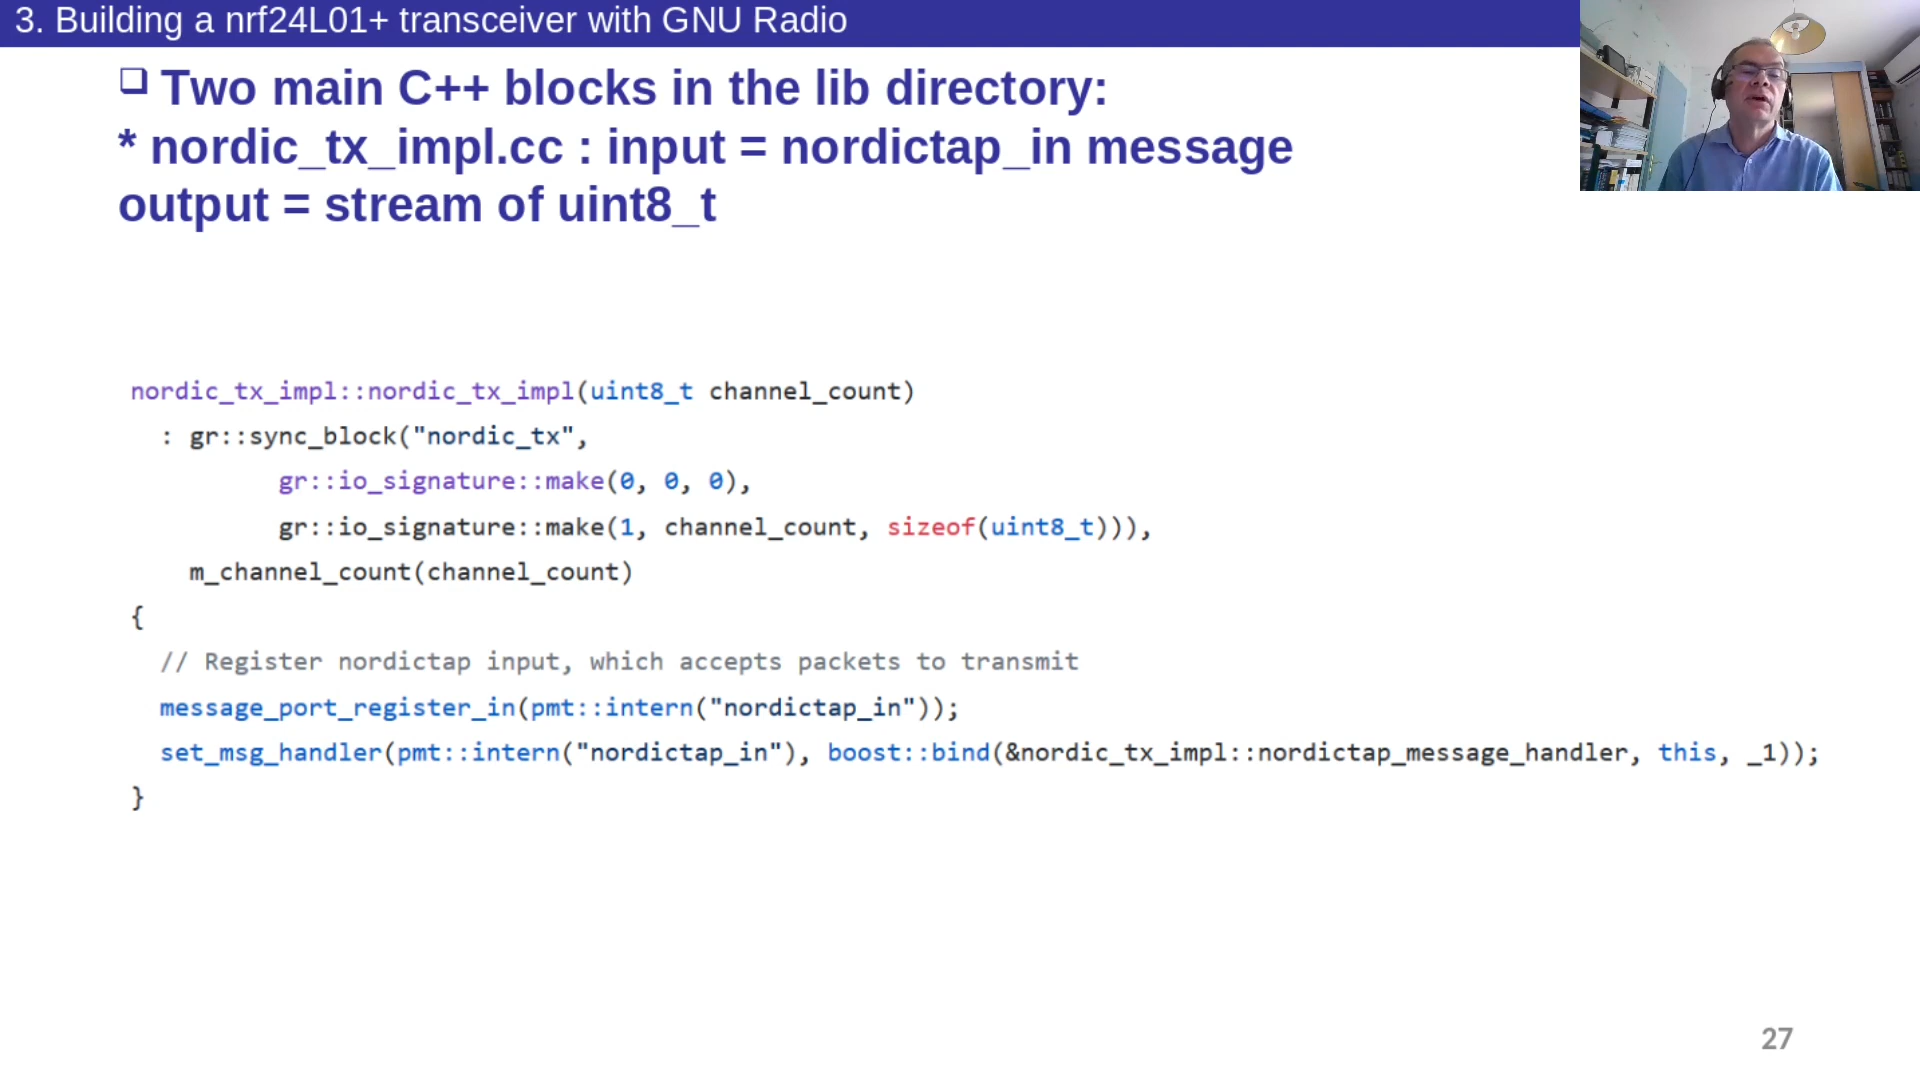 3. Building a nrf24L01+ transceiver with GNU Radio
Two main C++ blocks in the lib directory:
* nordic_tx_impl.cc : input = nordictap_in message
output = stream of uint8_t
nordic_tx_impl::nordic_tx_impl(uint8_t channel_count)
: gr::sync_block("nordic_tx",
gr::io_signature::make(0, 0, 0),
gr::io_signature::make(1, channel_count, sizeof(uint8_t))),
m_channel_count(channel_count)
{
// Register nordictap input, which accepts packets to transmit
message_port_register_in(pmt::intern("nordictap_in"));
set_msg_handler(pmt::intern("nordictap_in"), boost::bind(&nordic_tx_impl::nordictap_message_handler, this, _1));
}
27